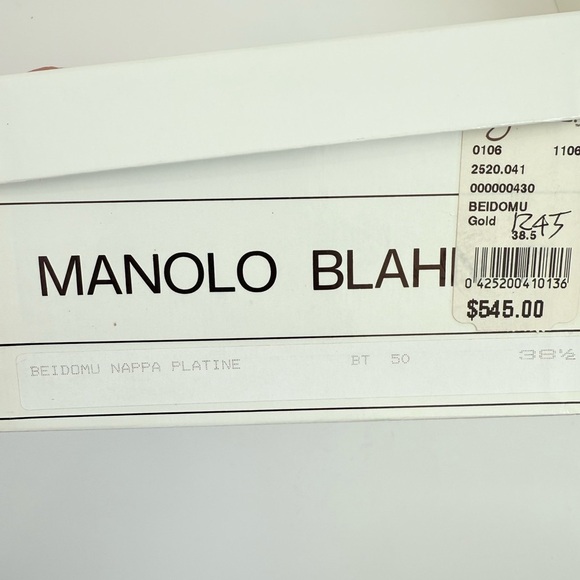 0106 1106
2520.041
000000430
BEIDOMU
Gold R45
38.5
MANOLO BLAH
0 425200 410136
$545.00
BEIDOMU NAPPA PLATINE BT 50 38½